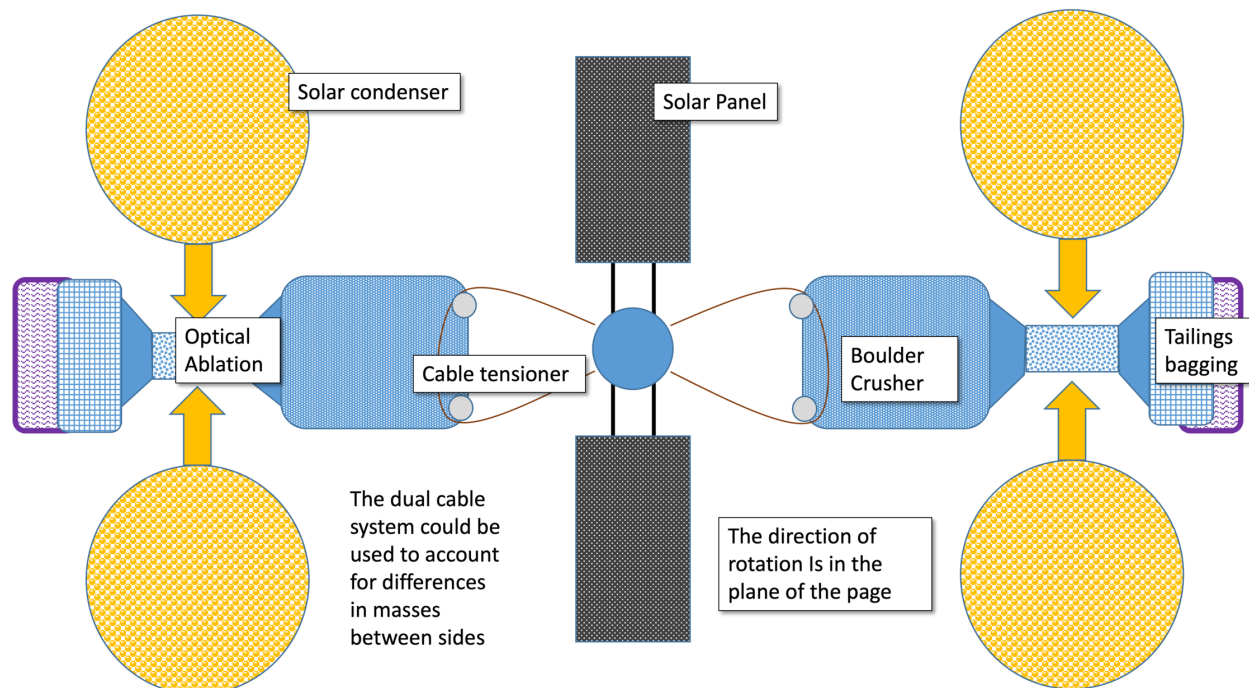 Solar condenser
Solar Panel
Optical
Ablation
Cable tensioner
Boulder
Crusher
Tailings
bagging
The dual cable
system could be
used to account
for differences
in masses
between sides
The direction of
rotation Is in the
plane of the page